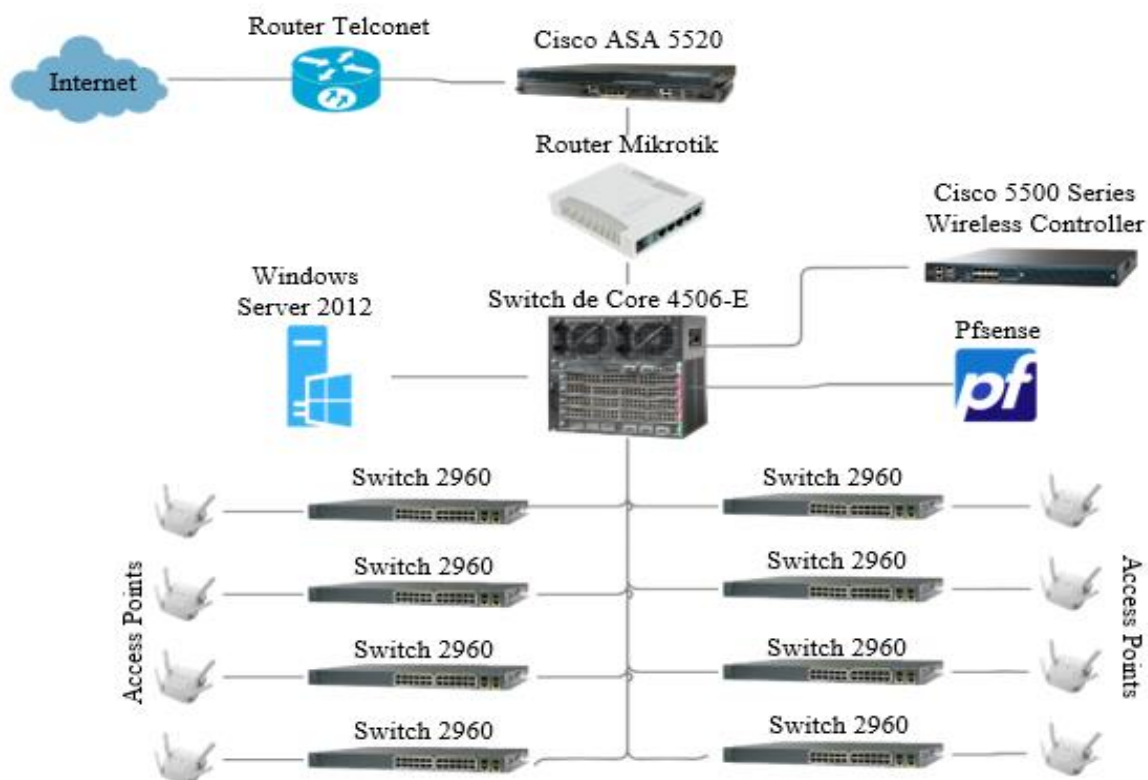 Router Telconet
Cisco ASA 5520
Internet
Router Mikrotik
Cisco 5500 Series
Wireless Controller
Windows
Server 2012
Switch de Core 4506-E
Pfsense
pf
Switch 2960
Switch 2960
Switch 2960
Switch 2960
Access Points
Access Points
Switch 2960
Switch 2960
Switch 2960
Switch 2960